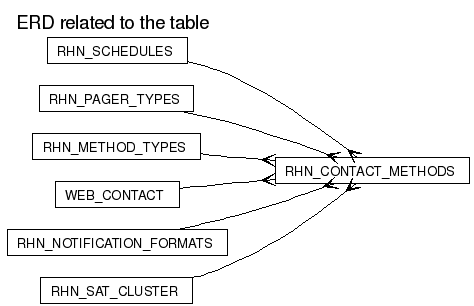 ERD related to the table
RHN_SCHEDULES
RHN_PAGER_TYPES
RHN_METHOD_TYPES
RHN_CONTACT_METHODS
WEB_CONTACT
RHN_NOTIFICATION_FORMATS
RHN_SAT_CLUSTER